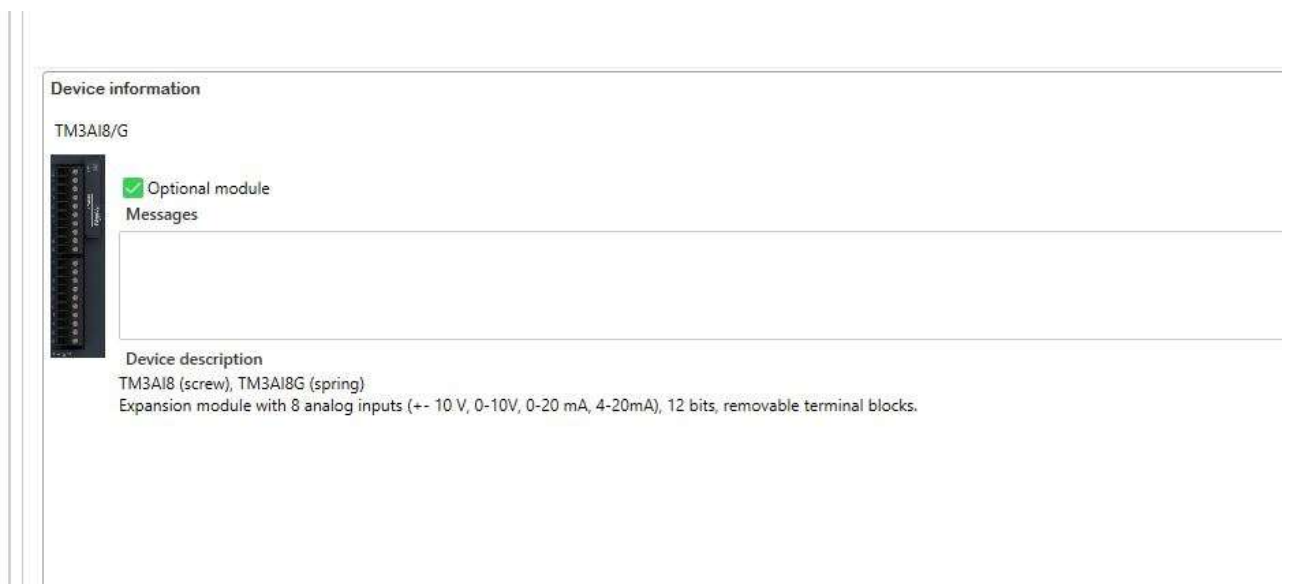 Device information
TM3AI8/G
Optional module
Messages
Device description
TM3AI8 (screw), TM3AI8G (spring)
Expansion module with 8 analog inputs (+- 10 V, 0-10V, 0-20 mA, 4-20mA), 12 bits, removable terminal blocks.